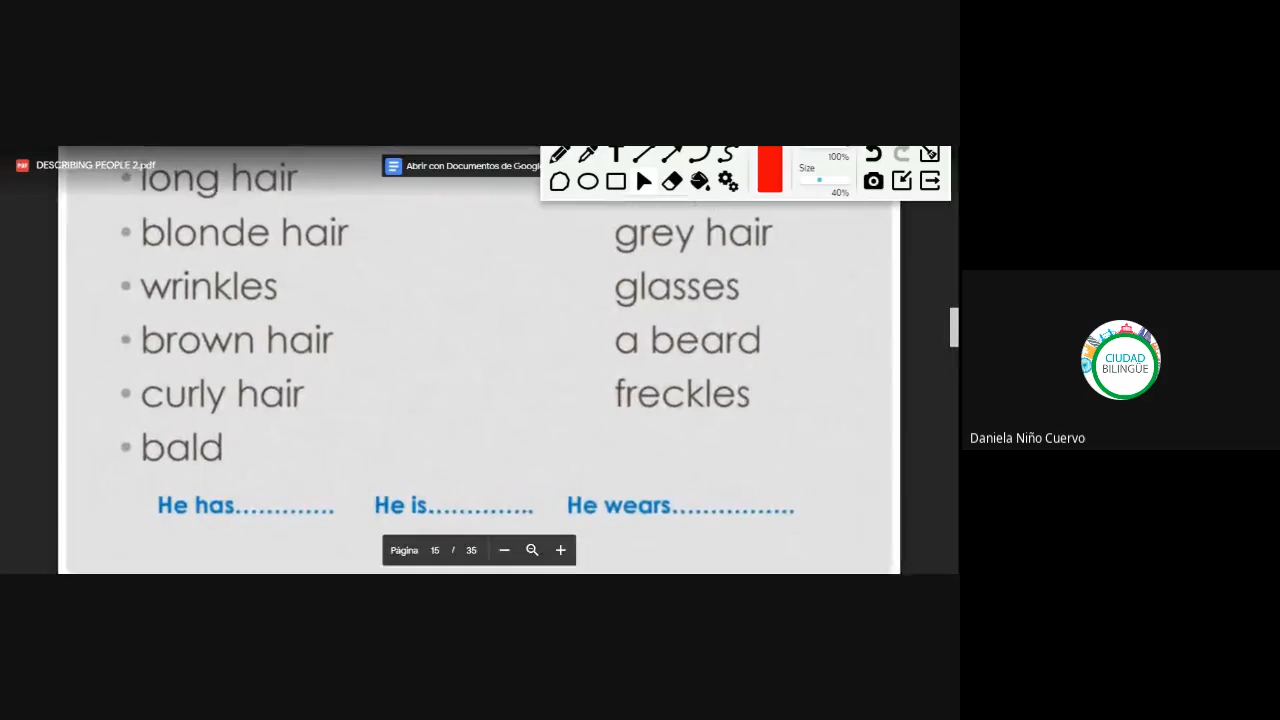 DESCRIBING PEOPLE 2.pdf
Abrir con Documentos de Google
100%
Size
40%
long hair
blonde hair
grey hair
wrinkles
glasses
brown hair
a beard
curly hair
freckles
bald
He has............. He is.............. He wears................
Página 15 / 35
CIUDAD
BILINGÜE
Daniela Niño Cuervo